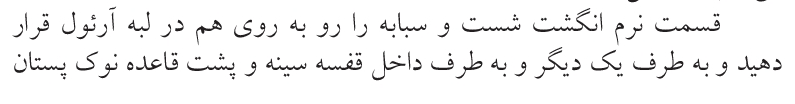 قسمت نرم انگشت شست و سبابه را رو به روی هم در لبه آرئول قرار
دهید و به طرف یک دیگر و به طرف داخل قفسه سینه و پشت قاعده نوک پستان